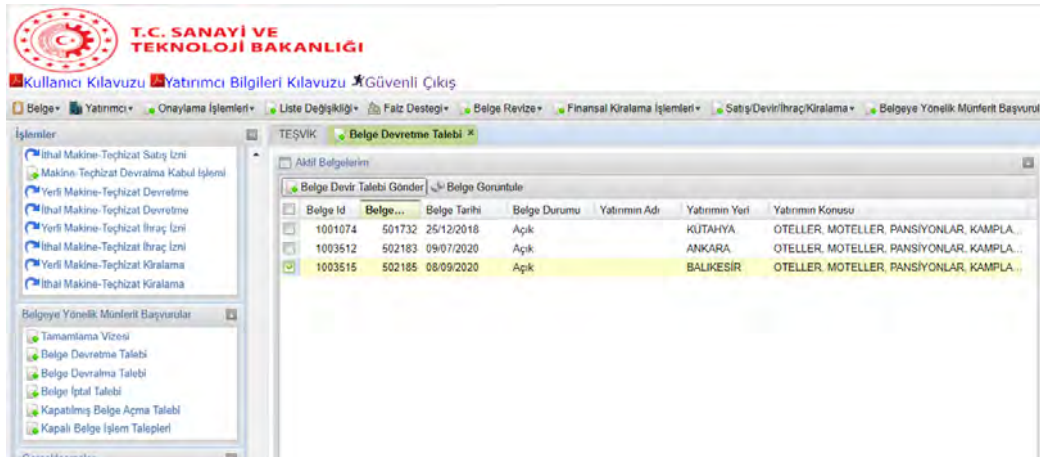 T.C. SANAYİ VE
TEKNOLOJİ BAKANLIĞI
Kullanıcı Kılavuzu Yatırımcı Bilgileri Kılavuzu Güvenli Çıkış
Belge Yatırımcı Onaylama İşlemleri Liste Değişikliği Faiz Destegi Belge Revize Finansal Kiralama İşlemleri Satış/Devir/İhraç/Kiralama Belgeye Yönelik Münferit Başvurul
İşlemler
İthal Makine-Teçhizat Satış İzni
Makine-Teçhizat Devralma Kabul İşlemi
Yerli Makine-Teçhizat Devretme
İthal Makine-Teçhizat Devretme
Yerli Makine-Teçhizat İhraç İzni
İthal Makine-Teçhizat İhraç İzni
Yerli Makine-Teçhizat Kiralama
İthal Makine-Teçhizat Kiralama
Belgeye Yönelik Münferit Başvurular
Tamamlama Vizesi
Belge Devretme Talebi
Belge Devralma Talebi
Belge İptal Talebi
Kapatılmış Belge Açma Talebi
Kapalı Belge İşlem Talepleri
TEŞVİK Belge Devretme Talebi
Aktif Belgelerim
Belge Devir Talebi Gönder Belge Goruntule
Belge Id Belge... Belge Tarihi Belge Durumu Yatırımın Adı Yatırımın Yeri Yatırımın Konusu
1001074 501732 25/12/2018 Açık KÜTAHYA OTELLER, MOTELLER, PANSİYONLAR, KAMPLA...
1003512 502183 09/07/2020 Açık ANKARA OTELLER, MOTELLER, PANSİYONLAR, KAMPLA...
1003515 502185 08/09/2020 Açık BALIKESİR OTELLER, MOTELLER, PANSİYONLAR, KAMPLA...